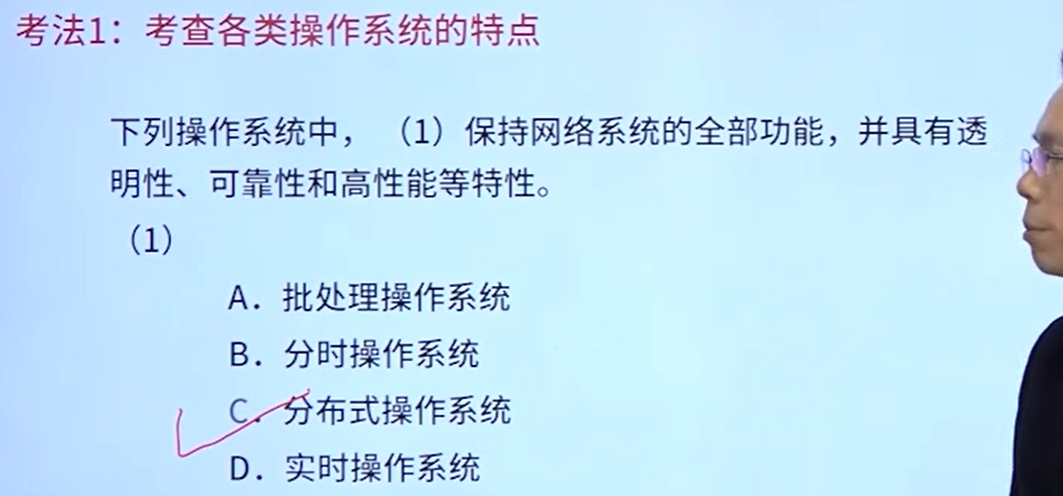 考法1：考查各类操作系统的特点
下列操作系统中，（1）保持网络系统的全部功能，并具有透
明性、可靠性和高性能等特性。
（1）
A．批处理操作系统
B．分时操作系统
C．分布式操作系统
D．实时操作系统